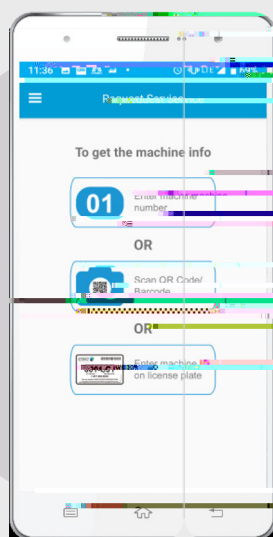 11:36
Request Service
To get the machine info
01
Enter machine
number
OR
Scan QR Code/
Barcode
OR
Enter machine
on license plate